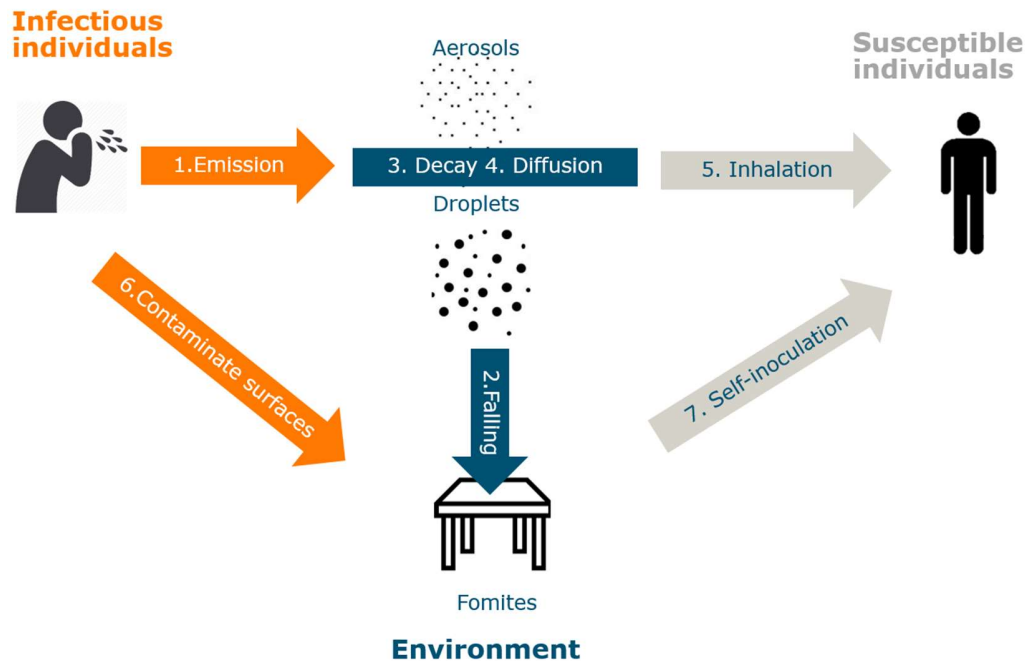 Infectious
individuals
Aerosols
Susceptible
individuals
1.Emission
3. Decay 4. Diffusion
5. Inhalation
Droplets
6.Contaminate surfaces
2.Falling
7. Self-inoculation
Fomites
Environment